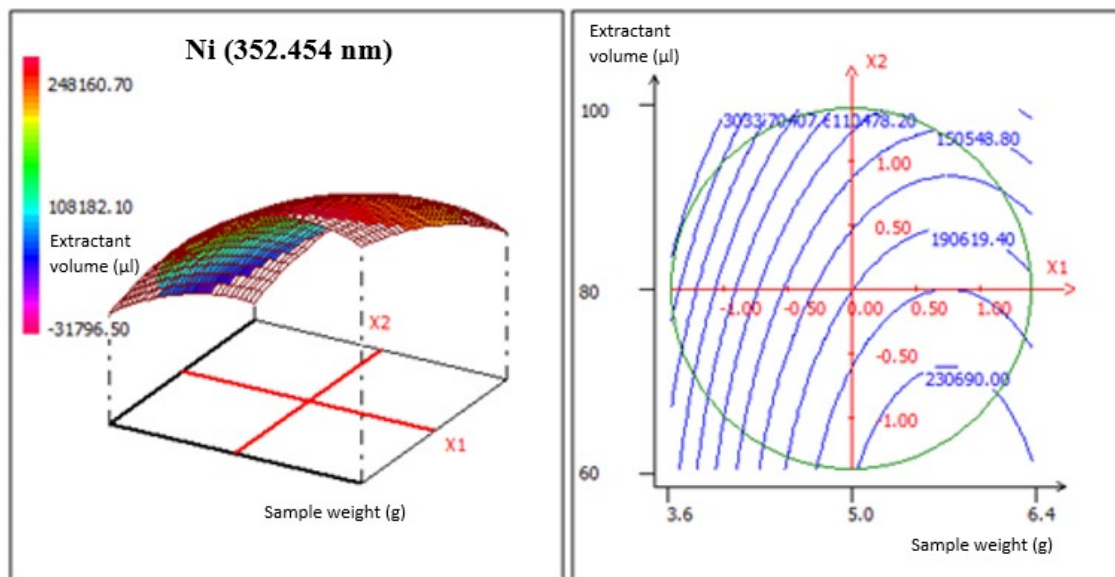 Ni (352.454 nm)
248160.70
108182.10
Extractant
volume (µl)
-31796.50
X2
X1
Sample weight (g)
Extractant
volume (µl)
X2
100
110478.20
150548.80
1.00
0.50
190619.40
X1
80
-1.00
-0.50
0.00
0.50
1.00
-0.50
230690.00
-1.00
60
3.6
5.0
6.4
Sample weight (g)